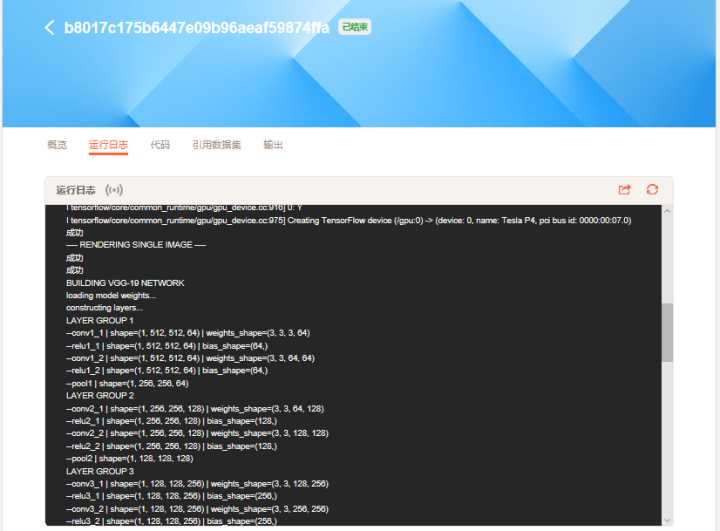 b8017c175b6447e09b96aeaf59874ffa 已结束
概览 运行日志 代码 引用数据集 输出
运行日志
I tensorflow/core/common_runtime/gpu/gpu_device.cc:916] 0: Y
I tensorflow/core/common_runtime/gpu/gpu_device.cc:975] Creating TensorFlow device (/gpu:0) -> (device: 0, name: Tesla P4, pci bus id: 0000:00:07.0)
成功
---- RENDERING SINGLE IMAGE ----
成功
成功
BUILDING VGG-19 NETWORK
loading model weights...
constructing layers...
LAYER GROUP 1
--conv1_1 | shape=(1, 512, 512, 64) | weights_shape=(3, 3, 3, 64)
--relu1_1 | shape=(1, 512, 512, 64) | bias_shape=(64,)
--conv1_2 | shape=(1, 512, 512, 64) | weights_shape=(3, 3, 64, 64)
--relu1_2 | shape=(1, 512, 512, 64) | bias_shape=(64,)
--pool1 | shape=(1, 256, 256, 64)
LAYER GROUP 2
--conv2_1 | shape=(1, 256, 256, 128) | weights_shape=(3, 3, 64, 128)
--relu2_1 | shape=(1, 256, 256, 128) | bias_shape=(128,)
--conv2_2 | shape=(1, 256, 256, 128) | weights_shape=(3, 3, 128, 128)
--relu2_2 | shape=(1, 256, 256, 128) | bias_shape=(128,)
--pool2 | shape=(1, 128, 128, 128)
LAYER GROUP 3
--conv3_1 | shape=(1, 128, 128, 256) | weights_shape=(3, 3, 128, 256)
--relu3_1 | shape=(1, 128, 128, 256) | bias_shape=(256,)
--conv3_2 | shape=(1, 128, 128, 256) | weights_shape=(3, 3, 256, 256)
--relu3_2 | shape=(1, 128, 128, 256) | bias_shape=(256,)